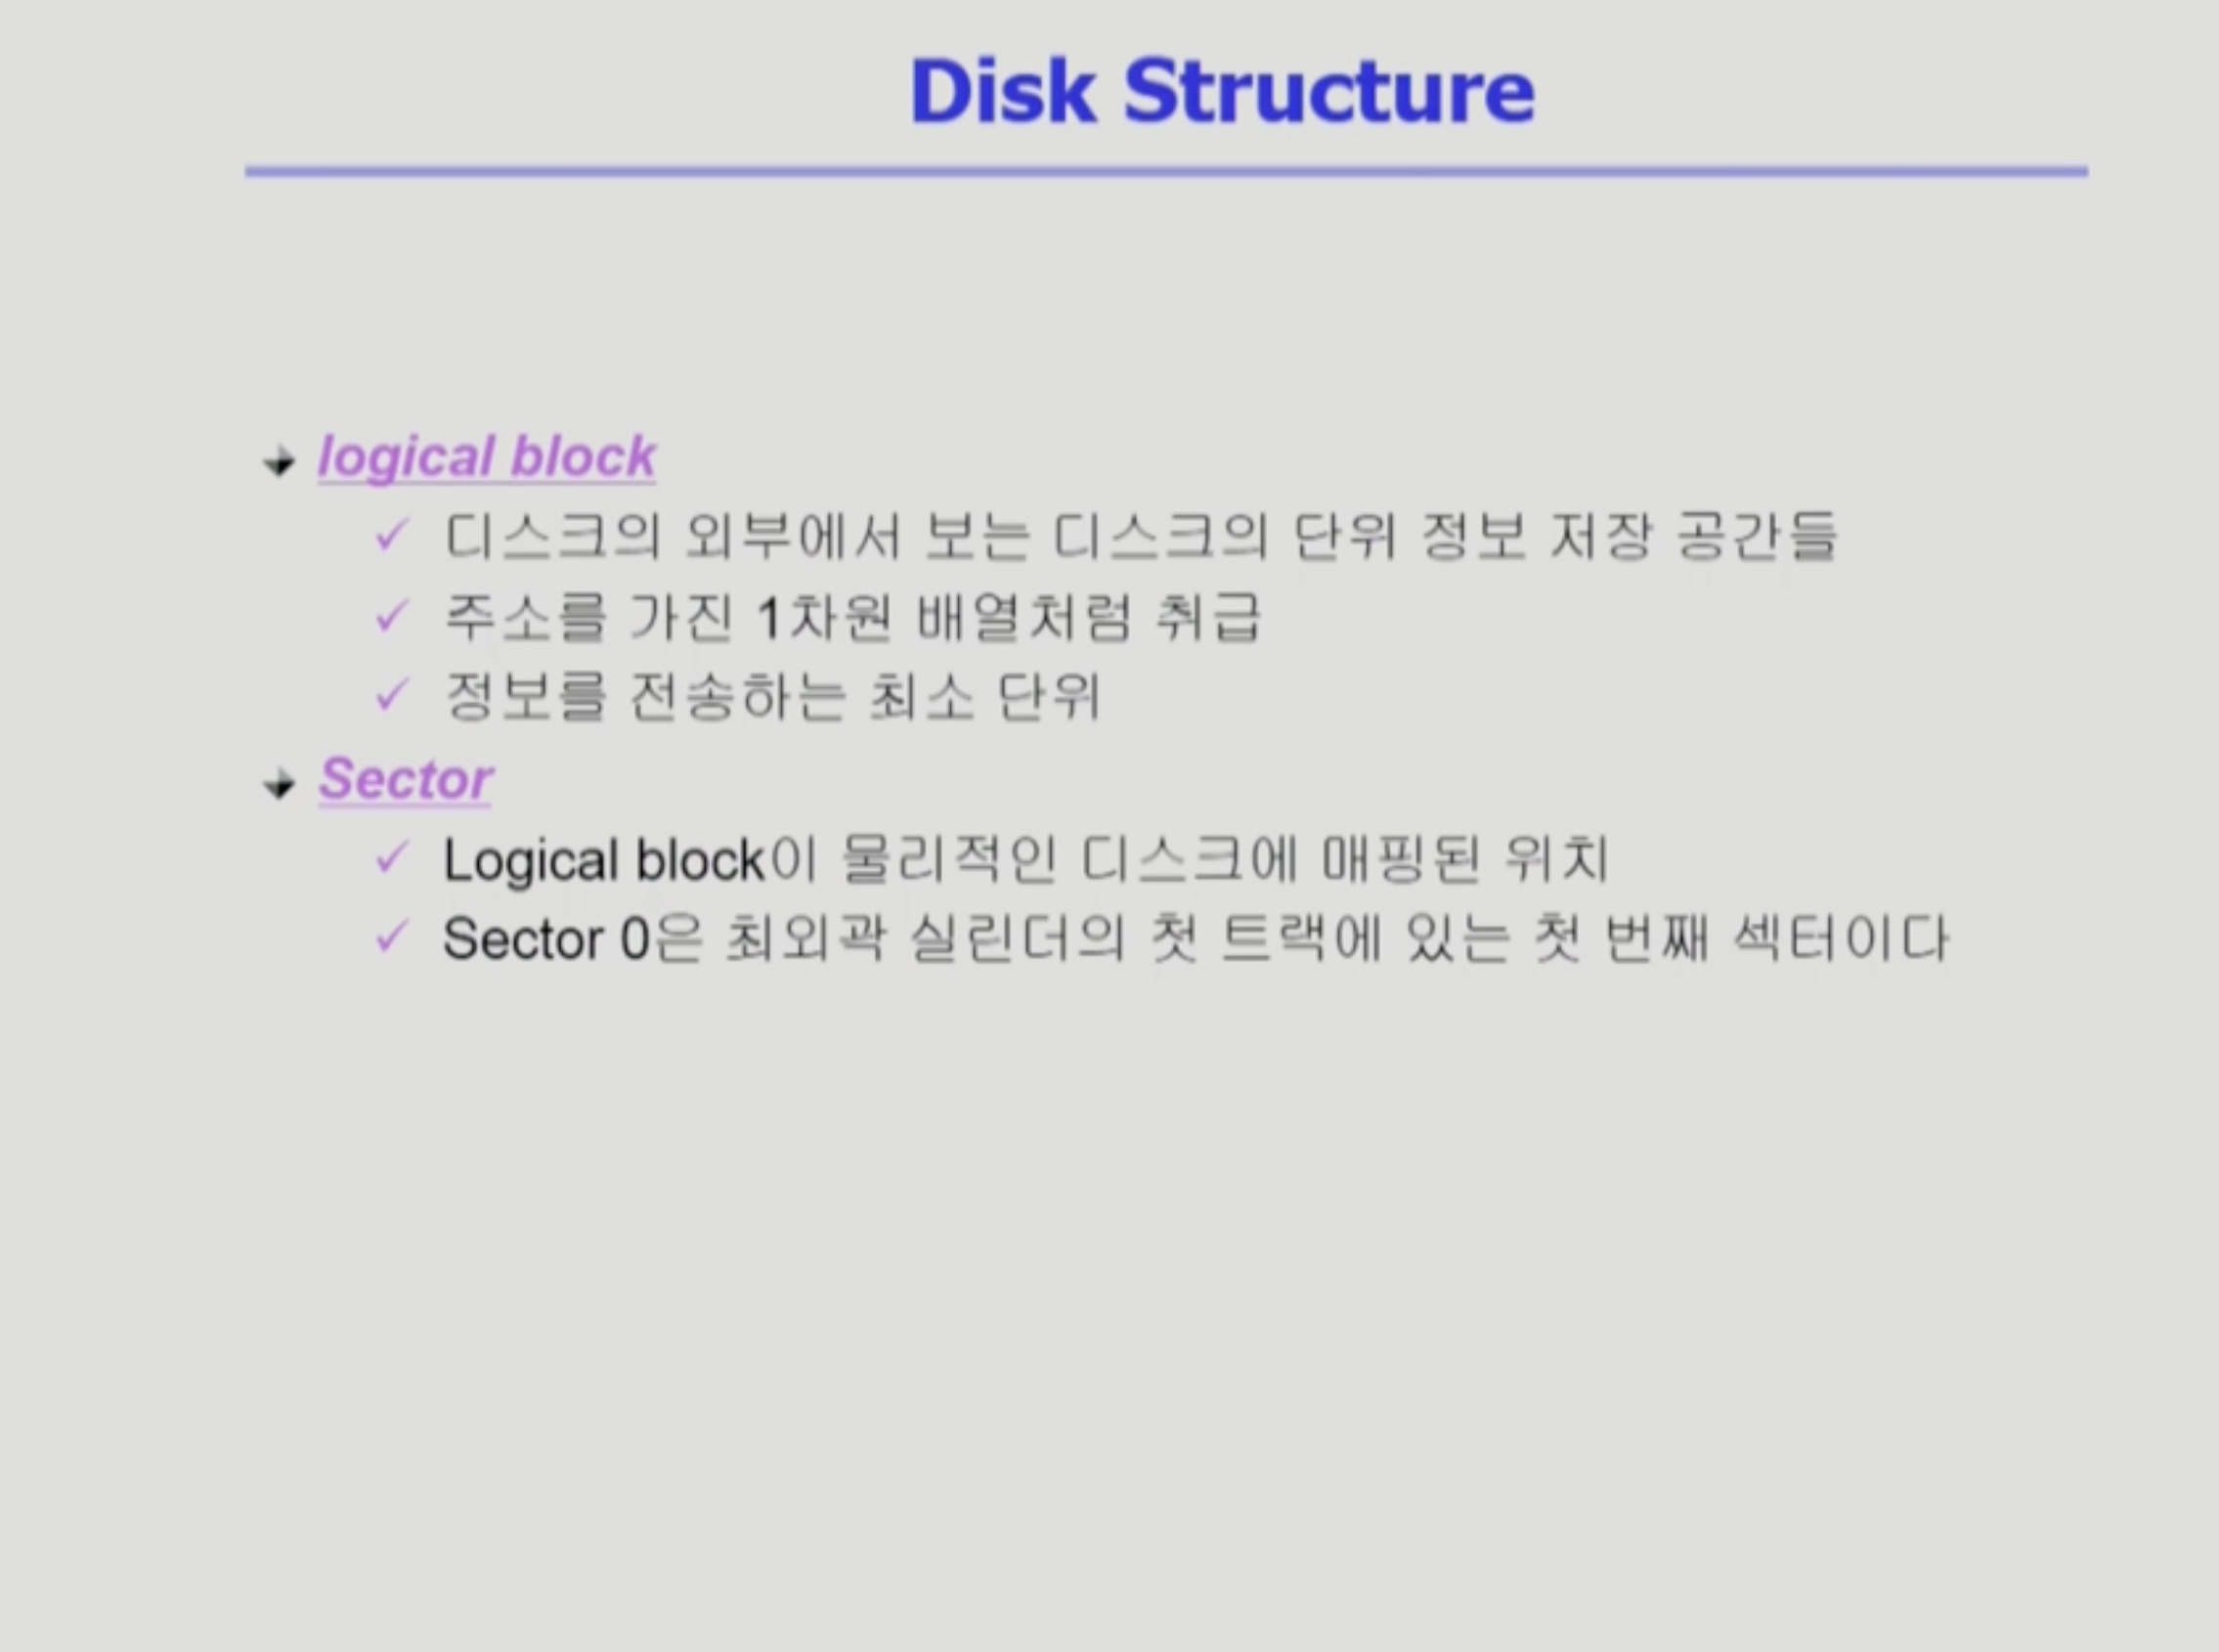 Disk Structure
logical block
디스크의 외부에서 보는 디스크의 단위 정보 저장 공간들
주소를 가진 1차원 배열처럼 취급
정보를 전송하는 최소 단위
Sector
Logical block이 물리적인 디스크에 매핑된 위치
Sector 0은 최외곽 실린더의 첫 트랙에 있는 첫 번째 섹터이다